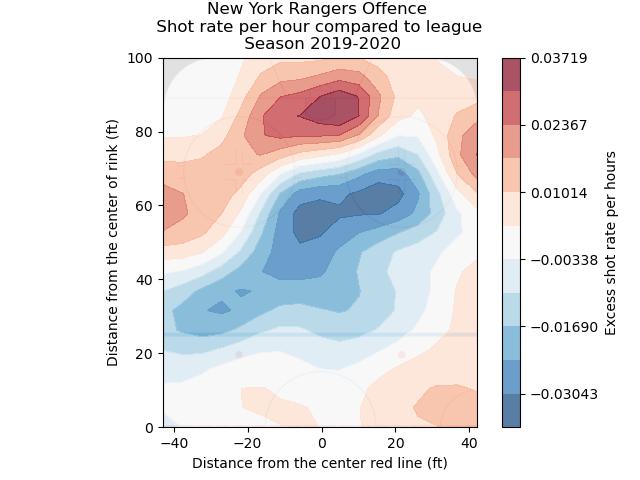 New York Rangers Offence
Shot rate per hour compared to league
Season 2019-2020
100
80
60
40
20
0
Distance from the center of rink (ft)
−40
−20
0
20
40
Distance from the center red line (ft)
0.03719
0.02367
0.01014
−0.00338
−0.01690
−0.03043
Excess shot rate per hours